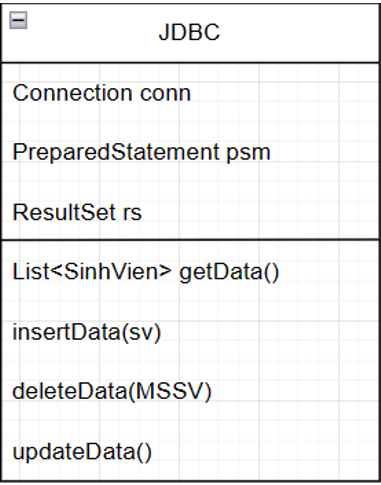 JDBC
Connection conn
PreparedStatement psm
ResultSet rs
List<SinhVien> getData()
insertData(sv)
deleteData(MSSV)
updateData()